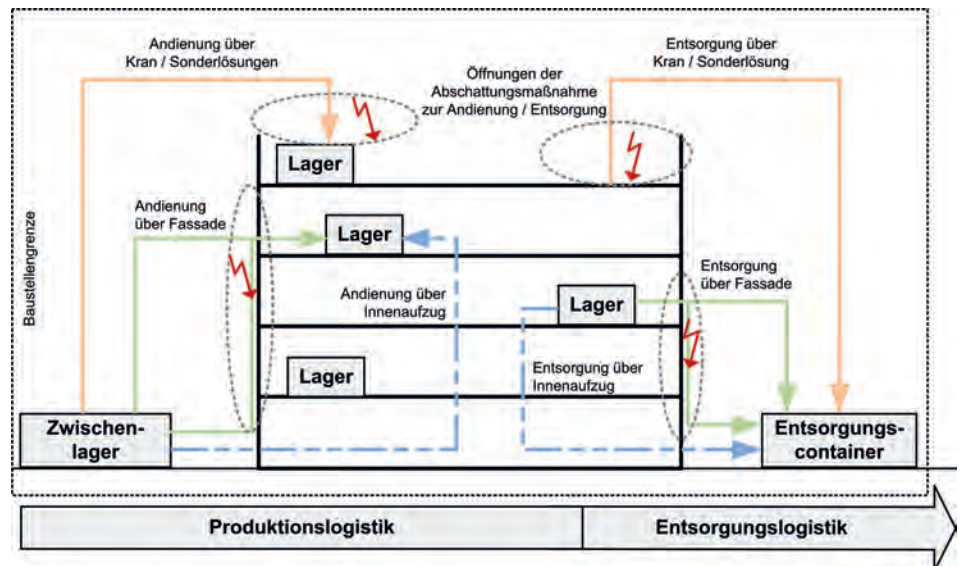 Andienung über
Kran / Sonderlösungen
Entsorgung über
Kran / Sonderlösung
Öffnungen der
Abschattungsmaßnahme
zur Andienung / Entsorgung
Lager
Andienung
über Fassade
Lager
Baustellengrenze
Entsorgung
über Fassade
Andienung über
Innenaufzug
Lager
Lager
Entsorgung über
Innenaufzug
Zwischen-
lager
Entsorgungs-
container
Produktionslogistik
Entsorgungslogistik